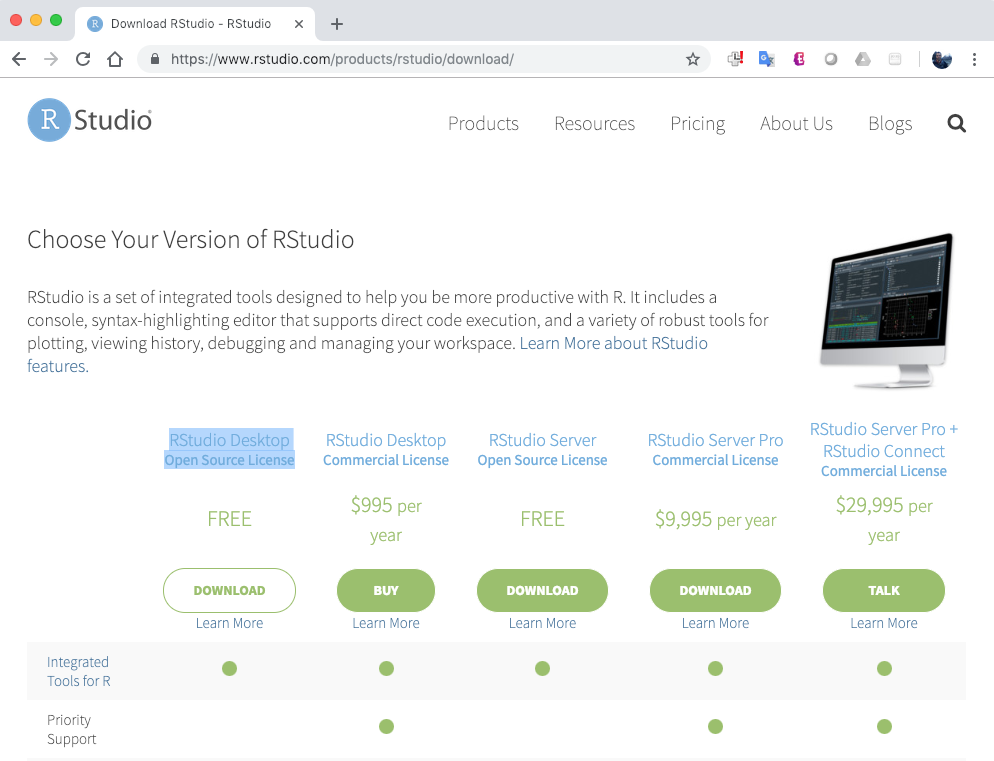 Download RStudio - RStudio
https://www.rstudio.com/products/rstudio/download/
R Studio
Products
Resources
Pricing
About Us
Blogs
Choose Your Version of RStudio
RStudio is a set of integrated tools designed to help you be more productive with R. It includes a
console, syntax-highlighting editor that supports direct code execution, and a variety of robust tools for
plotting, viewing history, debugging and managing your workspace. Learn More about RStudio
features.
RStudio Desktop
Open Source License
RStudio Desktop
Commercial License
RStudio Server
Open Source License
RStudio Server Pro
Commercial License
RStudio Server Pro +
RStudio Connect
Commercial License
FREE
$995 per
year
FREE
$9,995 per year
$29,995 per
year
DOWNLOAD
BUY
DOWNLOAD
DOWNLOAD
TALK
Learn More
Learn More
Learn More
Learn More
Learn More
Integrated
Tools for R
Priority
Support